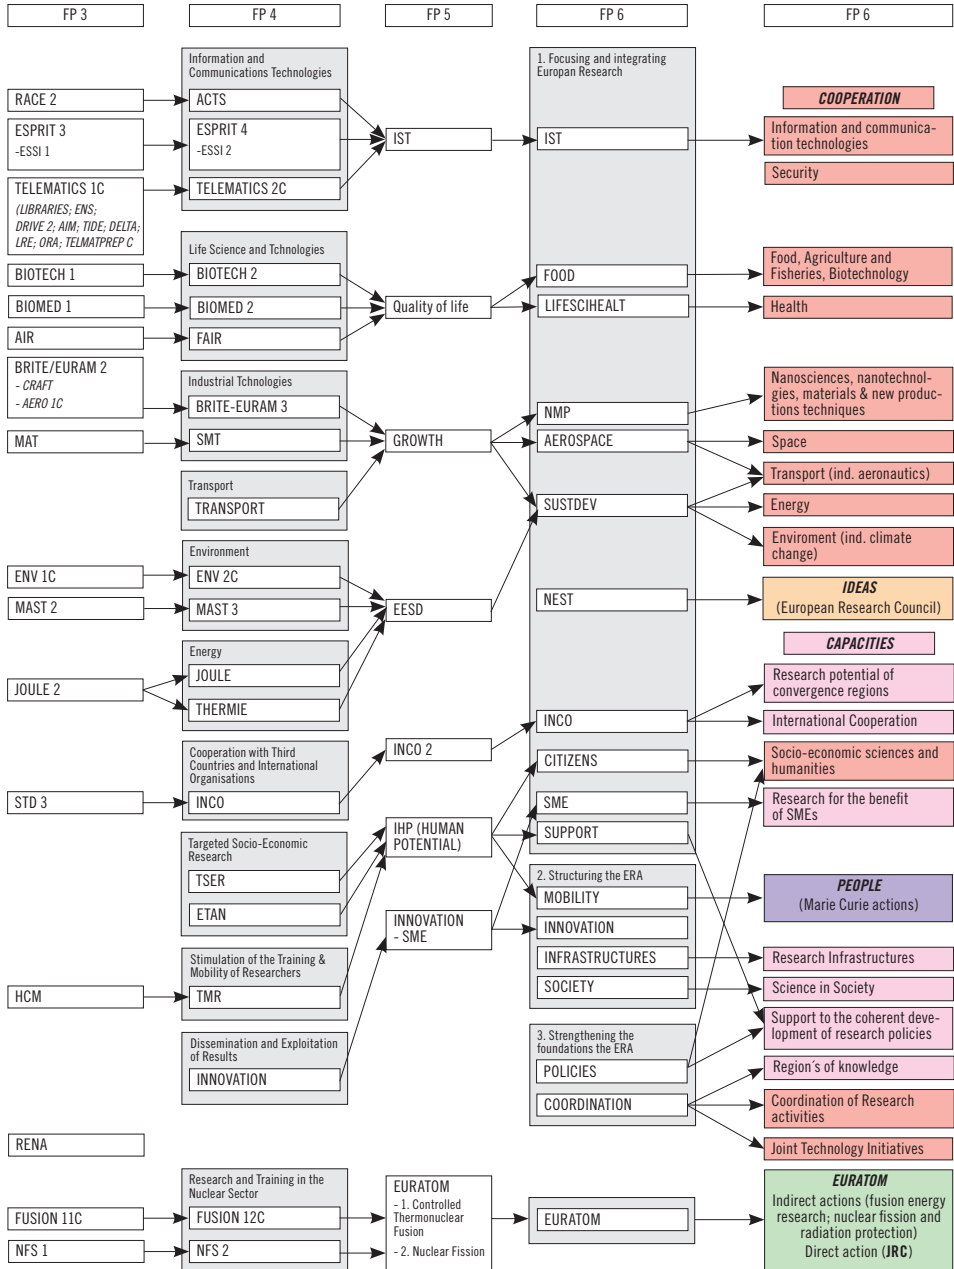 FP 3
FP 4
FP 5
FP 6
FP 6
RACE 2
ESPRIT 3
-ESSI 1
TELEMATICS 1C
(LIBRARIES; ENS;
DRIVE 2; AIM; TIDE; DELTA;
LRE; ORA; TELMATPREP C
BIOTECH 1
BIOMED 1
AIR
BRITE/EURAM 2
- CRAFT
- AERO 1C
MAT
ENV 1C
MAST 2
JOULE 2
STD 3
HCM
RENA
FUSION 11C
NFS 1
Information and
Communications Technologies
ACTS
ESPRIT 4
-ESSI 2
TELEMATICS 2C
Life Science and Tchnologies
BIOTECH 2
BIOMED 2
FAIR
Industrial Tchnologies
BRITE-EURAM 3
SMT
Transport
TRANSPORT
Environment
ENV 2C
MAST 3
Energy
JOULE
THERMIE
Cooperation with Third
Countries and International
Organisations
INCO
Targeted Socio-Economic
Research
TSER
ETAN
Stimulation of the Training &
Mobility of Researchers
TMR
Dissemination and Exploitation
of Results
INNOVATION
Research and Training in the
Nuclear Sector
FUSION 12C
NFS 2
IST
Quality of life
GROWTH
EESD
INCO 2
IHP (HUMAN
POTENTIAL)
INNOVATION
- SME
EURATOM
- 1. Controlled
Thermonuclear
Fusion
- 2. Nuclear Fission
1. Focusing and integrating
Europan Research
IST
FOOD
LIFESCIHEALT
NMP
AEROSPACE
SUSTDEV
NEST
INCO
CITIZENS
SME
SUPPORT
2. Structuring the ERA
MOBILITY
INNOVATION
INFRASTRUCTURES
SOCIETY
3. Strengthening the
foundations the ERA
POLICIES
COORDINATION
EURATOM
COOPERATION
Information and communica-
tion technologies
Security
Food, Agriculture and
Fisheries, Biotechnology
Health
Nanosciences, nanotechnol-
gies, materials & new produc-
tions techniques
Space
Transport (ind. aeronautics)
Energy
Enviroment (ind. climate
change)
IDEAS
(European Research Council)
CAPACITIES
Research potential of
convergence regions
International Cooperation
Socio-economic sciences and
humanities
Research for the benefit
of SMEs
PEOPLE
(Marie Curie actions)
Research Infrastructures
Science in Society
Support to the coherent deve-
lopment of research policies
Region´s of knowledge
Coordination of Research
activities
Joint Technology Initiatives
EURATOM
Indirect actions (fusion energy
research; nuclear fission and
radiation protection)
Direct action (JRC)